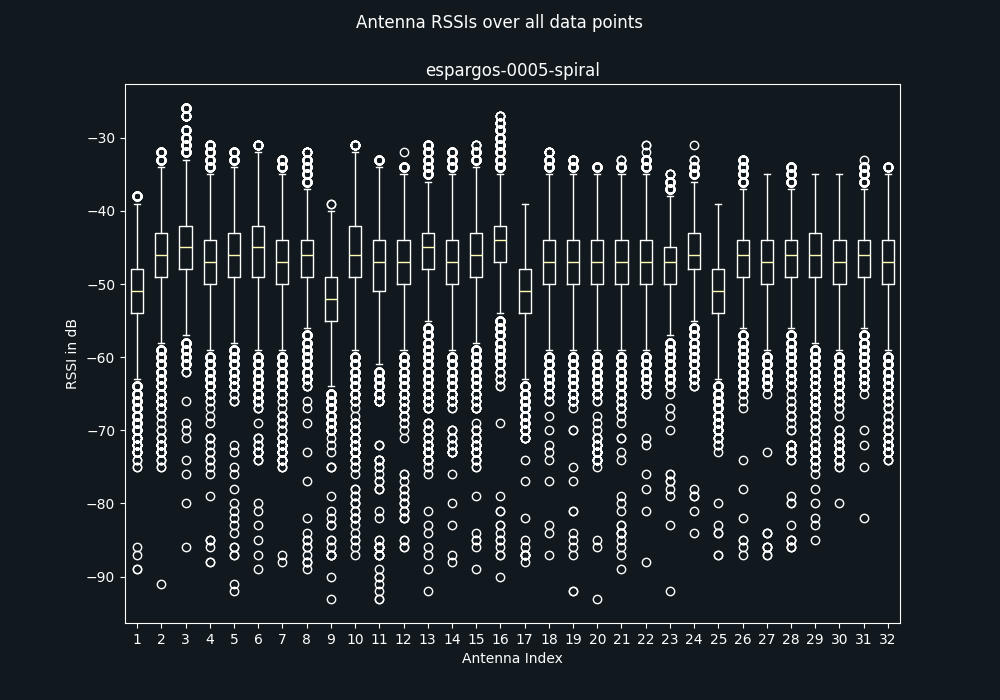 Antenna RSSIs over all data points
espargos-0005-spiral
−30
−40
−50
−60
−70
−80
−90
RSSI in dB
1 2 3 4 5 6 7 8 9 10 11 12 13 14 15 16 17 18 19 20 21 22 23 24 25 26 27 28 29 30 31 32
Antenna Index